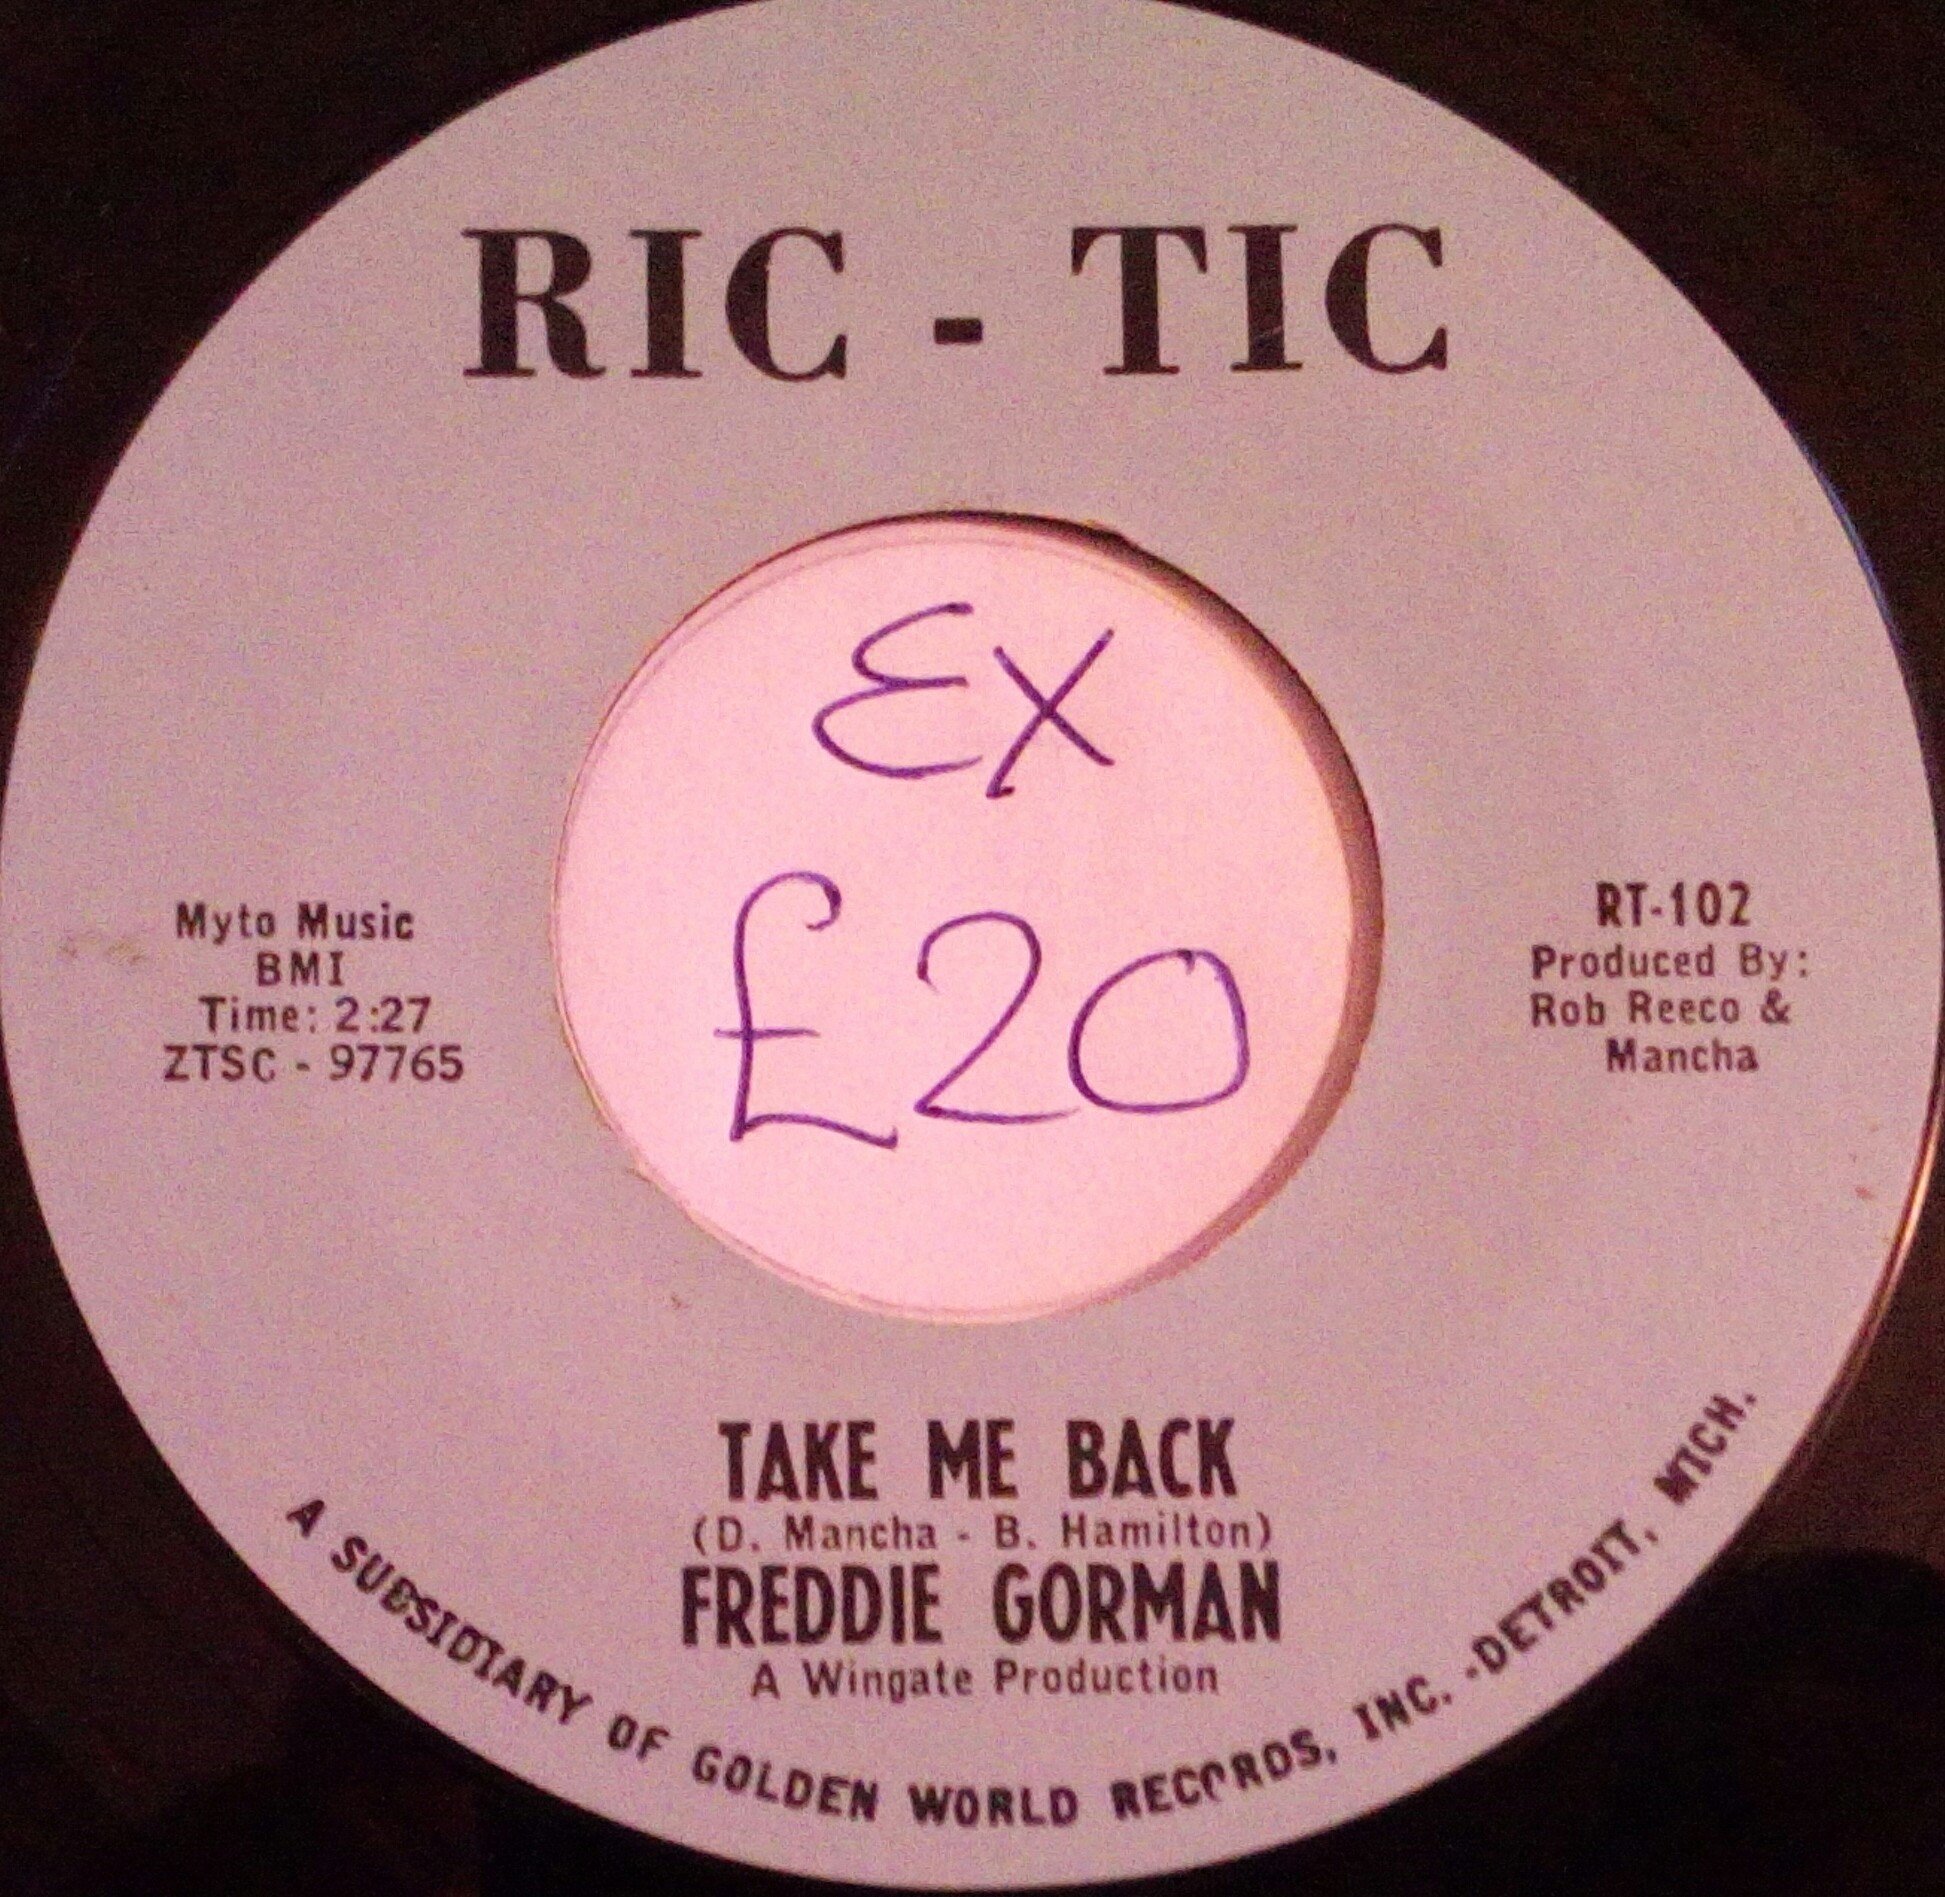 RIC - TIC
EX
£20
Myto Music
BMI
Time: 2:27
ZTSC - 97765
RT-102
Produced By:
Rob Reeco &
Mancha
TAKE ME BACK
(D. Mancha - B. Hamilton)
FREDDIE GORMAN
A Wingate Production
A SUBSIDIARY OF GOLDEN WORLD RECORDS, INC. -DETROIT, MICH.